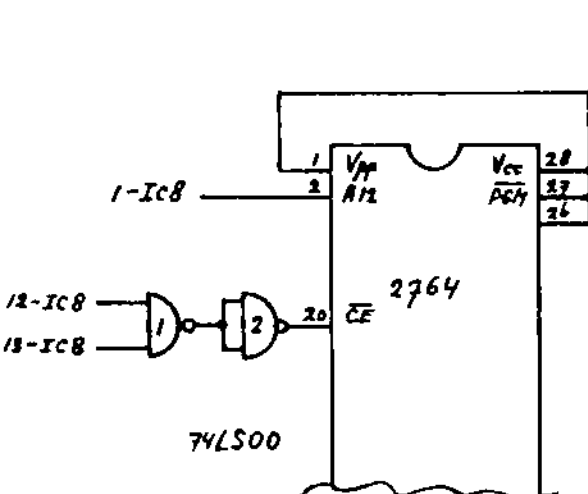 1 Vpp Vcc 28
1-IC8 2 A12 PGM 27
26
2764
12-IC8 1 2 20 CE
13-IC8
74LS00